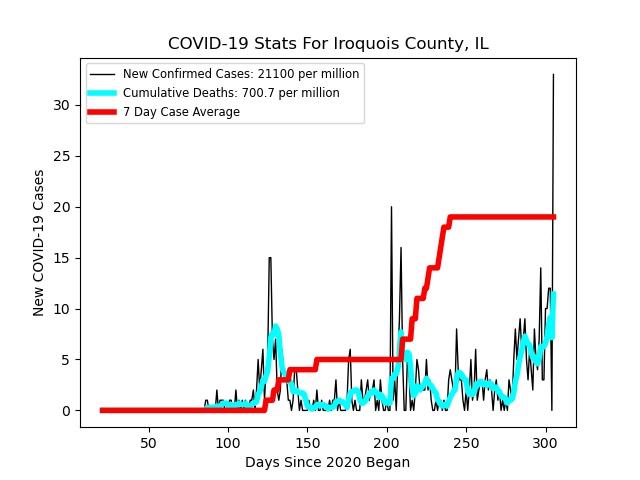 COVID-19 Stats For Iroquois County, IL
New Confirmed Cases: 21100 per million
Cumulative Deaths: 700.7 per million
7 Day Case Average
New COVID-19 Cases
30
25
20
15
10
5
0
50 100 150 200 250 300
Days Since 2020 Began